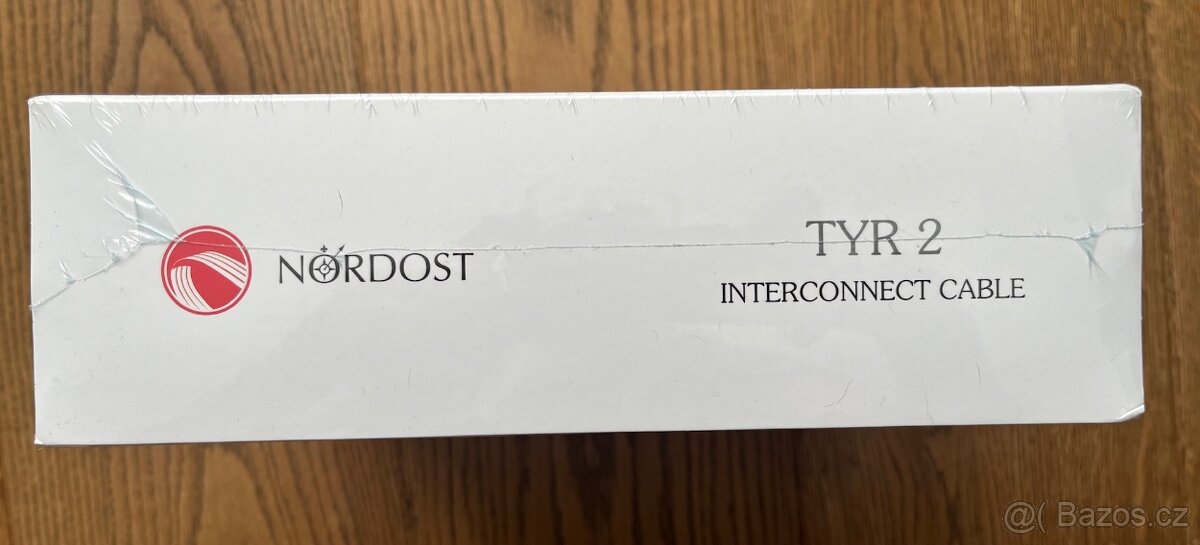 NORDOST
TYR 2
INTERCONNECT CABLE
@( Bazos.cz